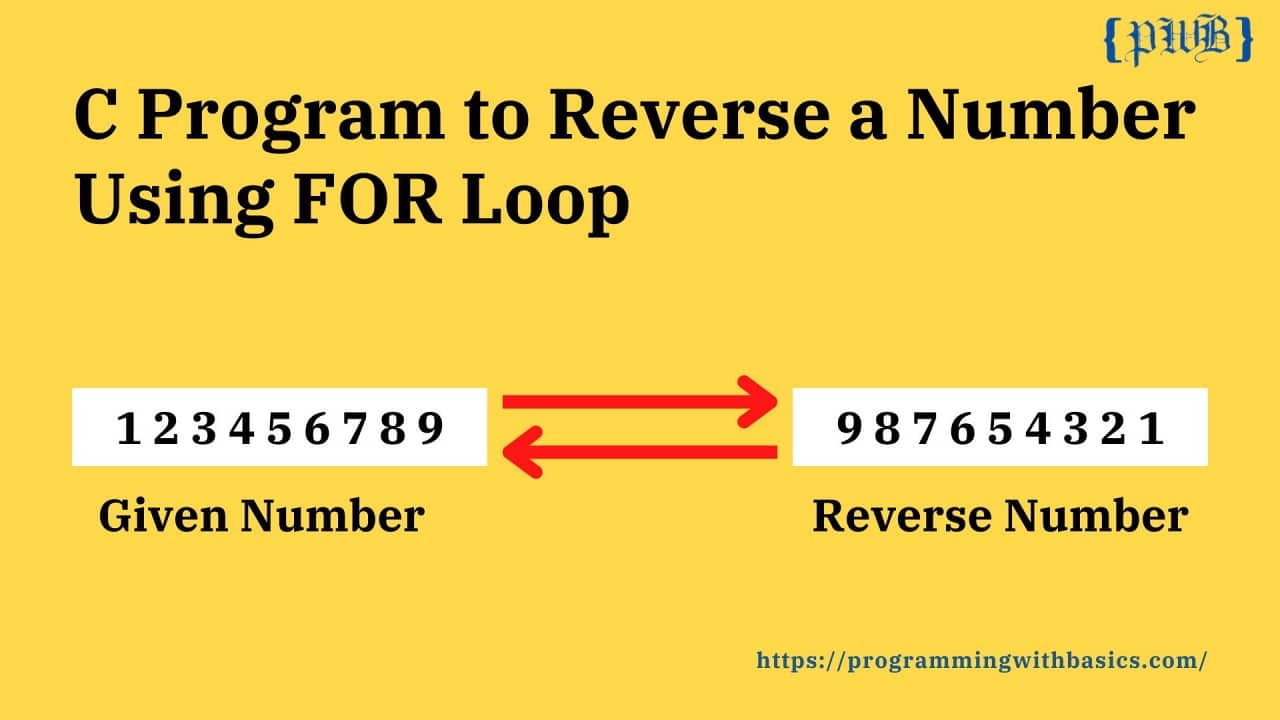 {PWB}
C Program to Reverse a Number
Using FOR Loop
1 2 3 4 5 6 7 8 9
9 8 7 6 5 4 3 2 1
Given Number
Reverse Number
https://programmingwithbasics.com/